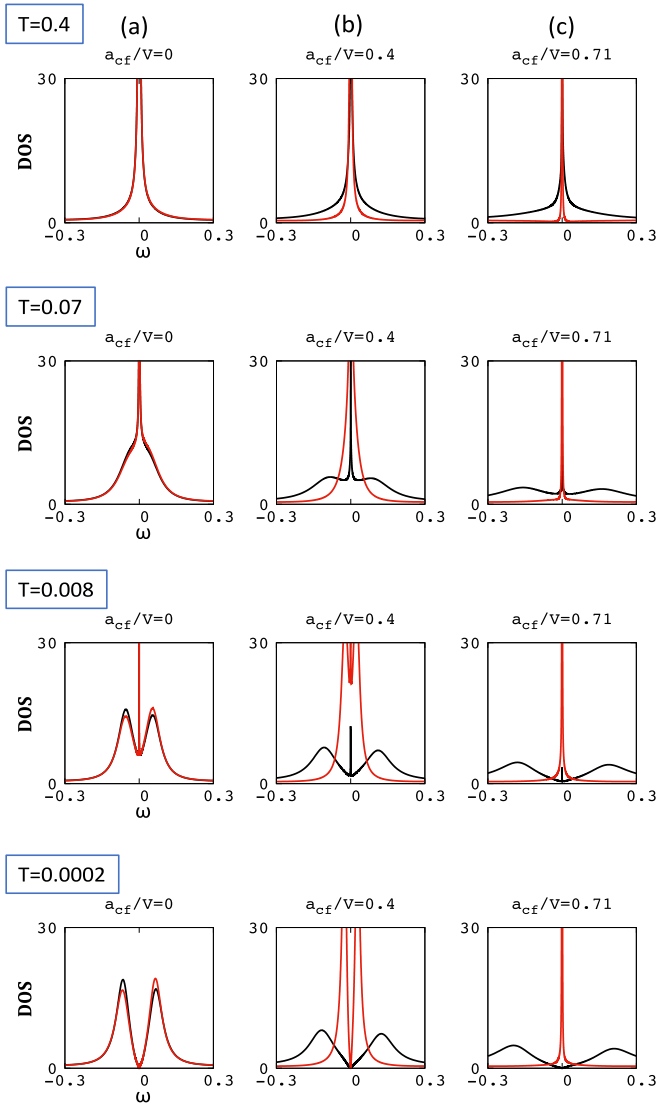 T=0.4 (a) (b) (c)
a_cf/V=0 a_cf/V=0.4 a_cf/V=0.71
30 30 30
DOS
0 0 0
−0.3 0 0.3 −0.3 0 0.3 −0.3 0 0.3
ω
T=0.07
a_cf/V=0 a_cf/V=0.4 a_cf/V=0.71
30 30 30
DOS
0 0 0
−0.3 0 0.3 −0.3 0 0.3 −0.3 0 0.3
ω
T=0.008
a_cf/V=0 a_cf/V=0.4 a_cf/V=0.71
30 30 30
DOS
0 0 0
−0.3 0 0.3 −0.3 0 0.3 −0.3 0 0.3
ω
T=0.0002
a_cf/V=0 a_cf/V=0.4 a_cf/V=0.71
30 30 30
DOS
0 0 0
−0.3 0 0.3 −0.3 0 0.3 −0.3 0 0.3
ω